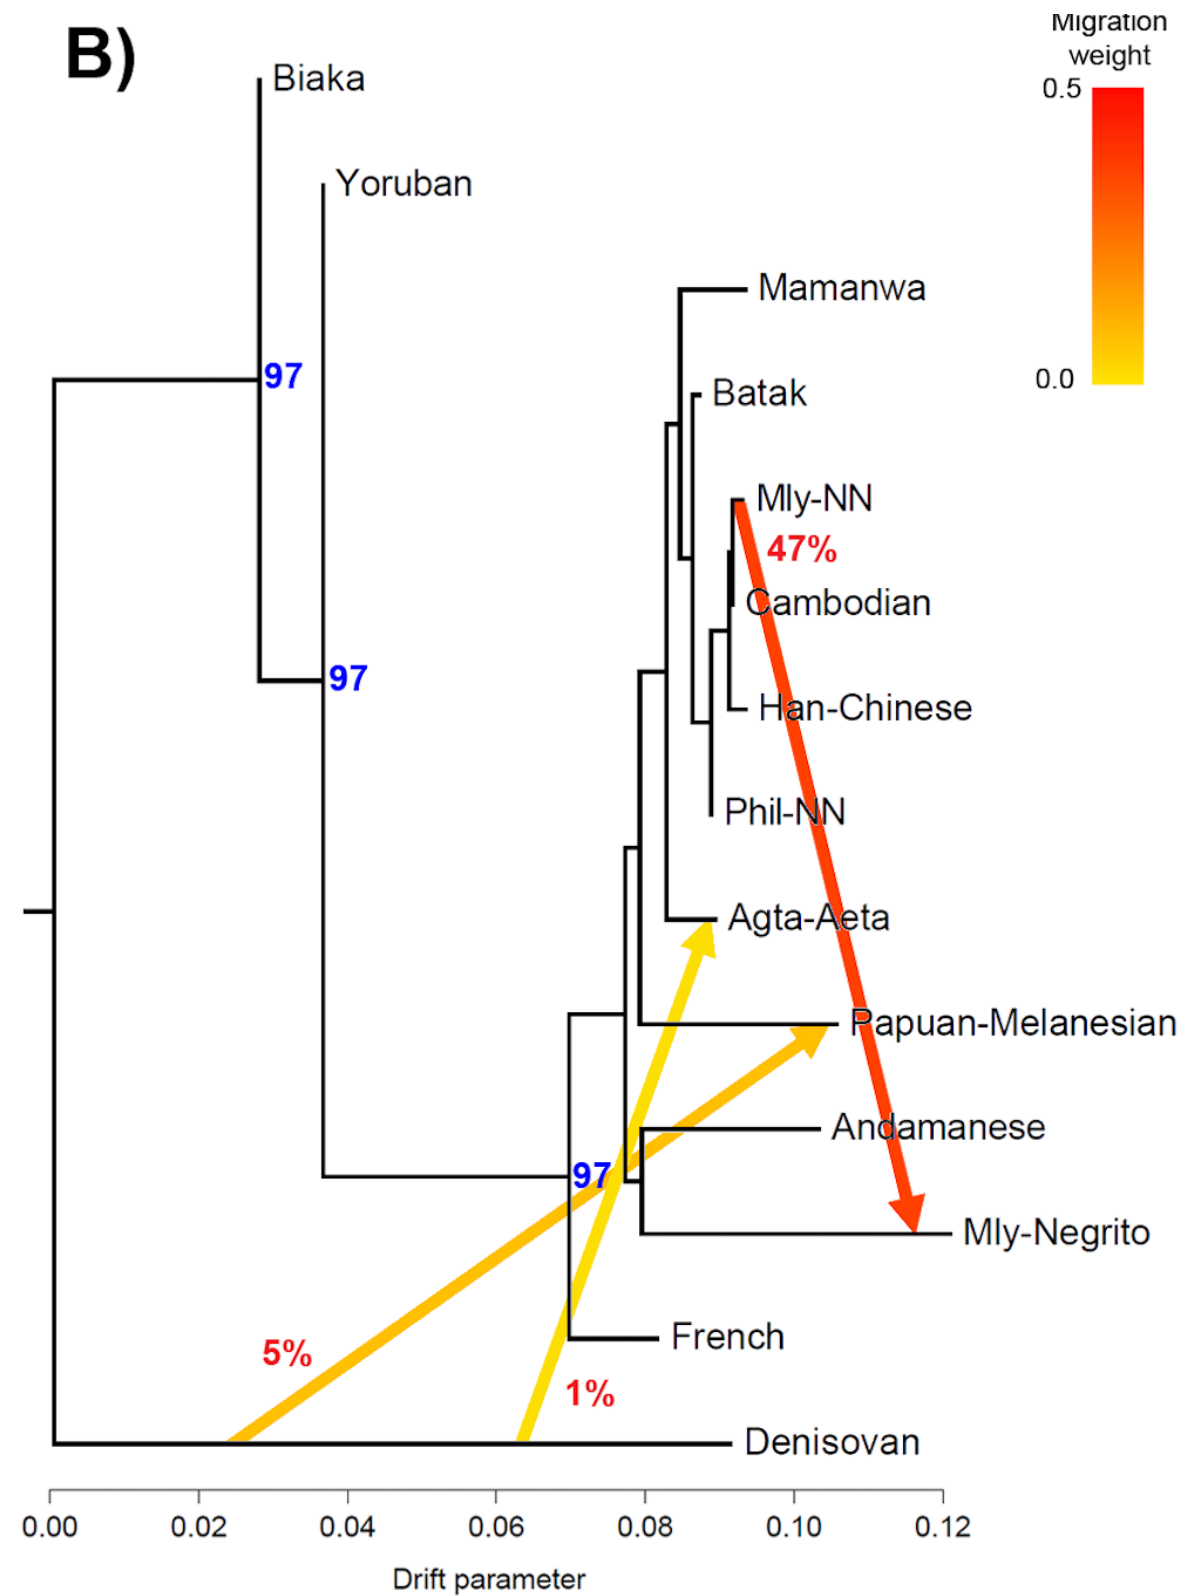 B)
Migration
weight
0.5
0.0
Biaka
Yoruban
Mamanwa
Batak
Mly-NN
47%
Cambodian
Han-Chinese
Phil-NN
Agta-Aeta
Papuan-Melanesian
Andamanese
Mly-Negrito
French
Denisovan
97
97
97
5%
1%
0.00 0.02 0.04 0.06 0.08 0.10 0.12
Drift parameter